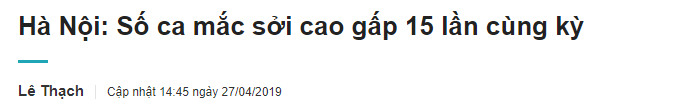 Hà Nội: Số ca mắc sởi cao gấp 15 lần cùng kỳ
Lê Thạch | Cập nhật 14:45 ngày 27/04/2019